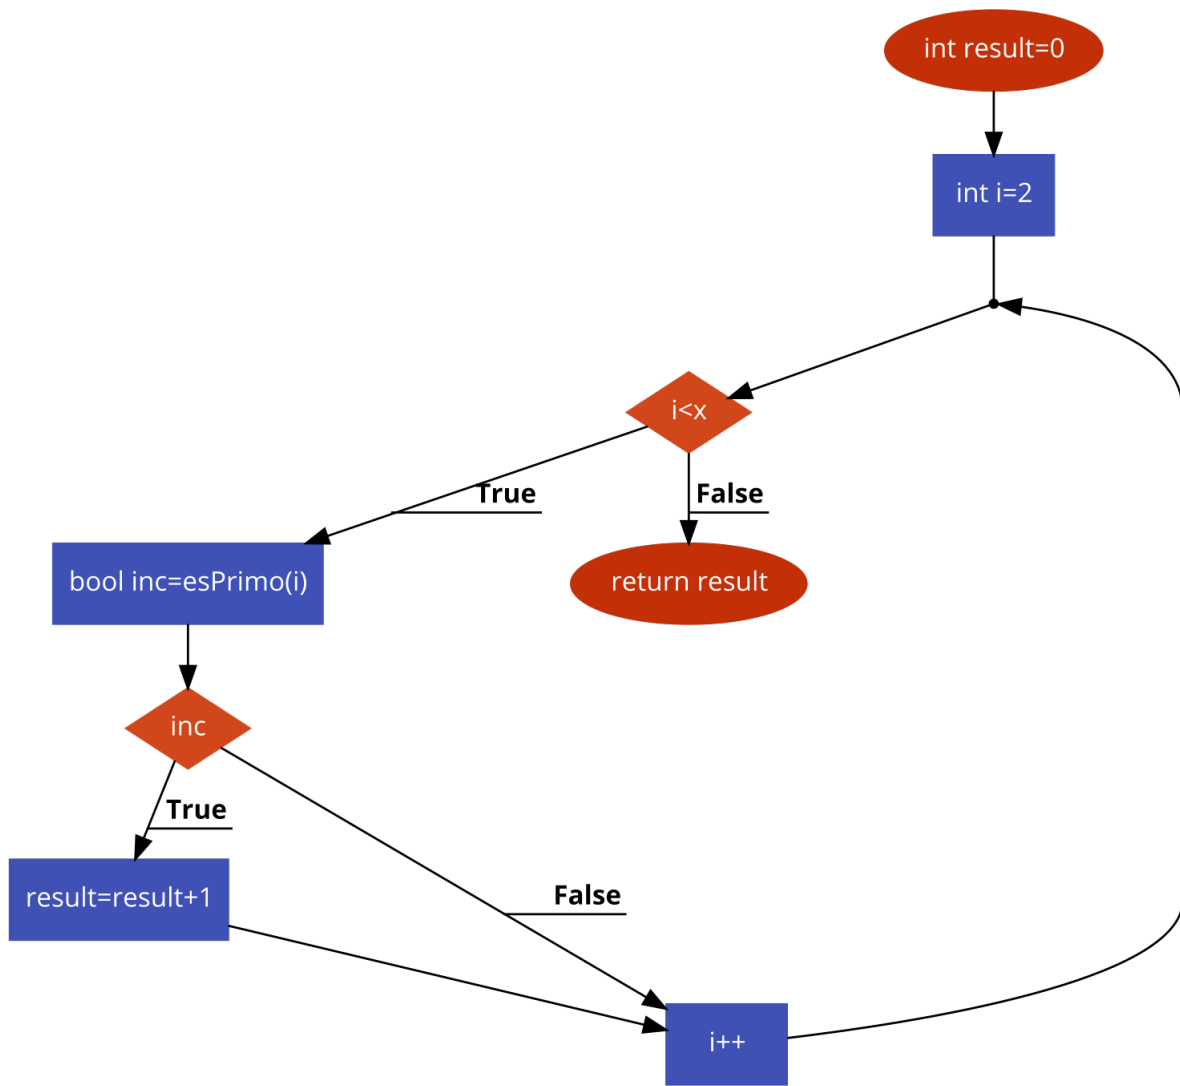 int result=0
int i=2
i<x
True
False
bool inc=esPrimo(i)
return result
inc
True
result=result+1
False
i++